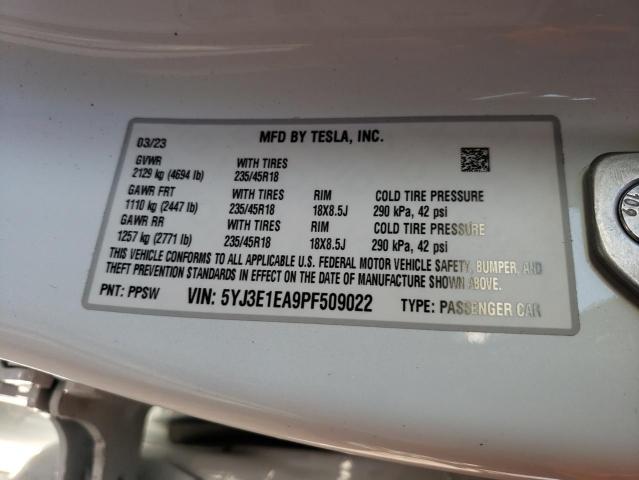 03/23 MFD BY TESLA, INC.
GVWR WITH TIRES
2129 kg (4694 lb) 235/45R18
GAWR FRT WITH TIRES RIM COLD TIRE PRESSURE
1110 kg (2447 lb) 235/45R18 18X8.5J 290 kPa, 42 psi
GAWR RR WITH TIRES RIM COLD TIRE PRESSURE
1257 kg (2771 lb) 235/45R18 18X8.5J 290 kPa, 42 psi
THIS VEHICLE CONFORMS TO ALL APPLICABLE U.S. FEDERAL MOTOR VEHICLE SAFETY, BUMPER, AND
THEFT PREVENTION STANDARDS IN EFFECT ON THE DATE OF MANUFACTURE SHOWN ABOVE.
PNT: PPSW VIN: 5YJ3E1EA9PF509022 TYPE: PASSENGER CAR